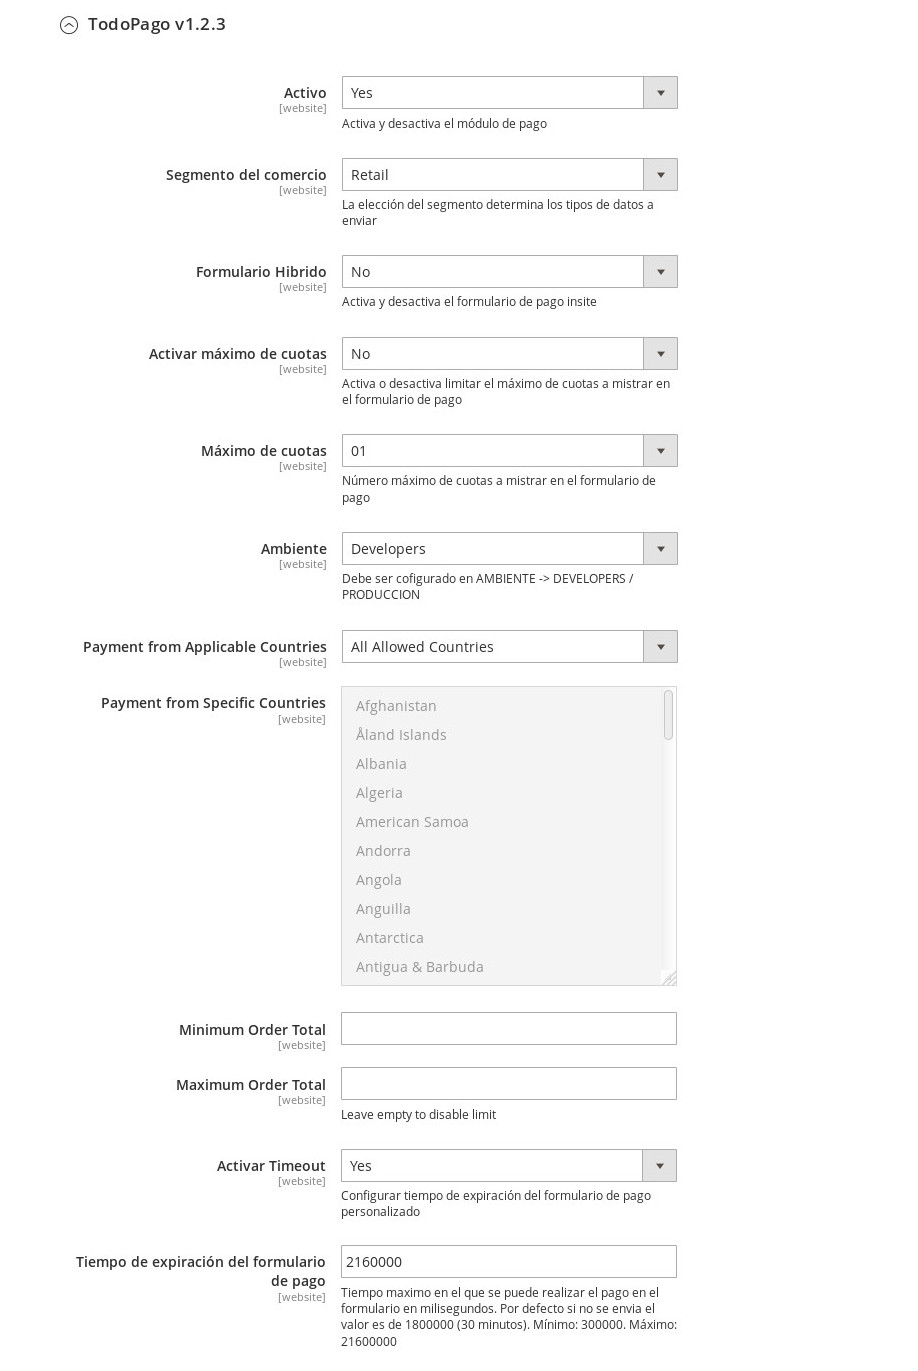 TodoPago v1.2.3
Activo
[website]
Yes
Activa y desactiva el módulo de pago
Segmento del comercio
[website]
Retail
La elección del segmento determina los tipos de datos a
enviar
Formulario Hibrido
[website]
No
Activa y desactiva el formulario de pago insite
Activar máximo de cuotas
[website]
No
Activa o desactiva limitar el máximo de cuotas a mistrar en
el formulario de pago
Máximo de cuotas
[website]
01
Número máximo de cuotas a mistrar en el formulario de
pago
Ambiente
[website]
Developers
Debe ser cofigurado en AMBIENTE -> DEVELOPERS /
PRODUCCION
Payment from Applicable Countries
[website]
All Allowed Countries
Payment from Specific Countries
[website]
Afghanistan
Åland Islands
Albania
Algeria
American Samoa
Andorra
Angola
Anguilla
Antarctica
Antigua & Barbuda
Minimum Order Total
[website]
Maximum Order Total
[website]
Leave empty to disable limit
Activar Timeout
[website]
Yes
Configurar tiempo de expiración del formulario de pago
personalizado
Tiempo de expiración del formulario
de pago
[website]
2160000
Tiempo maximo en el que se puede realizar el pago en el
formulario en milisegundos. Por defecto si no se envia el
valor es de 1800000 (30 minutos). Mínimo: 300000. Máximo:
21600000